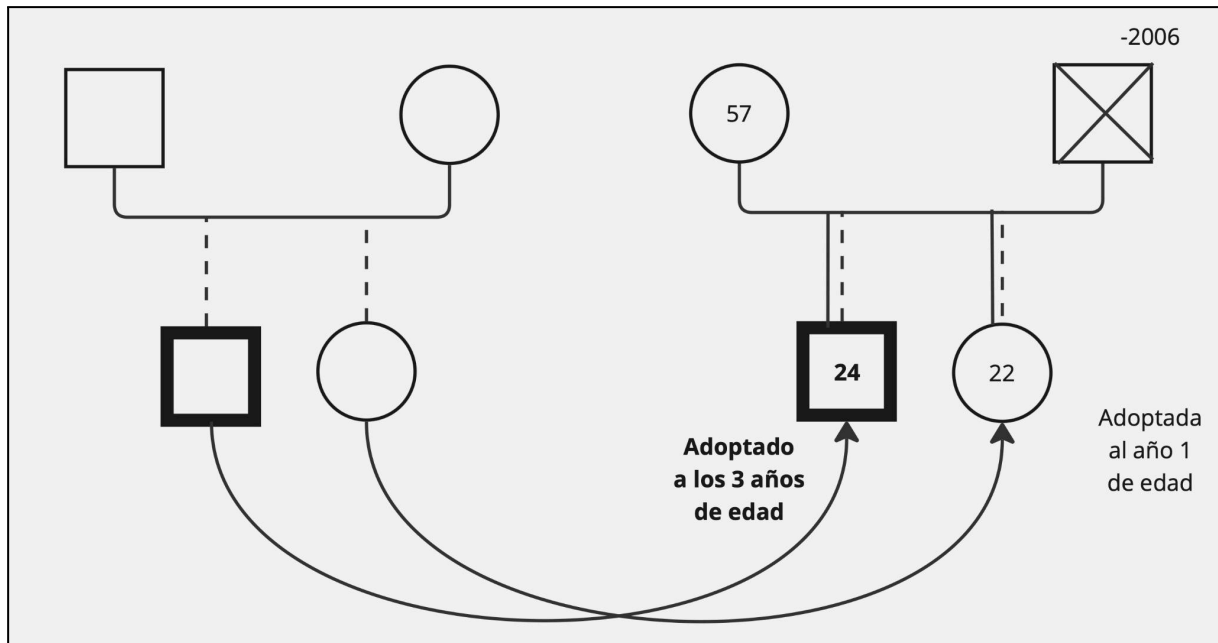 -2006
57
24
22
Adoptado
a los 3 años
de edad
Adoptada
al año 1
de edad